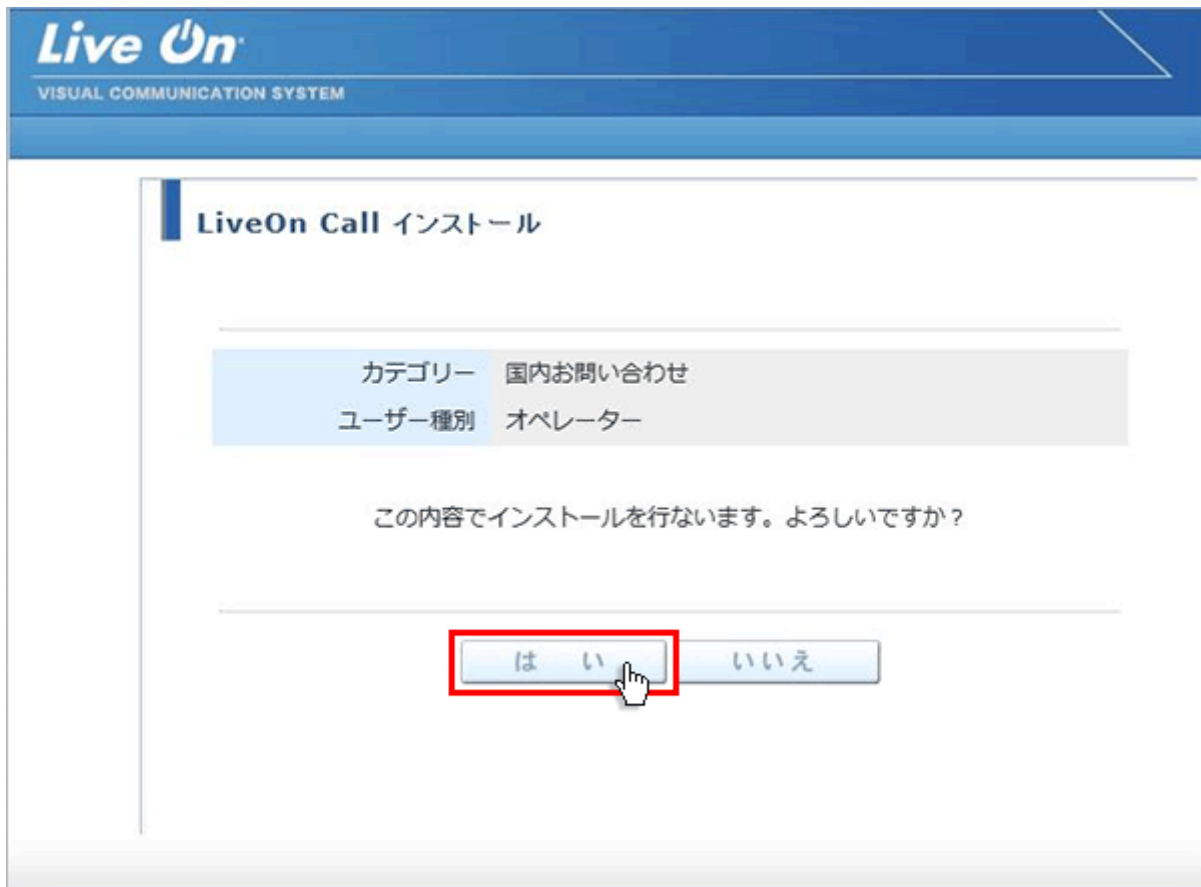 Live On
VISUAL COMMUNICATION SYSTEM
LiveOn Call インストール
カテゴリー 国内お問い合わせ
ユーザー種別 オペレーター
この内容でインストールを行ないます。よろしいですか？
はい いいえ